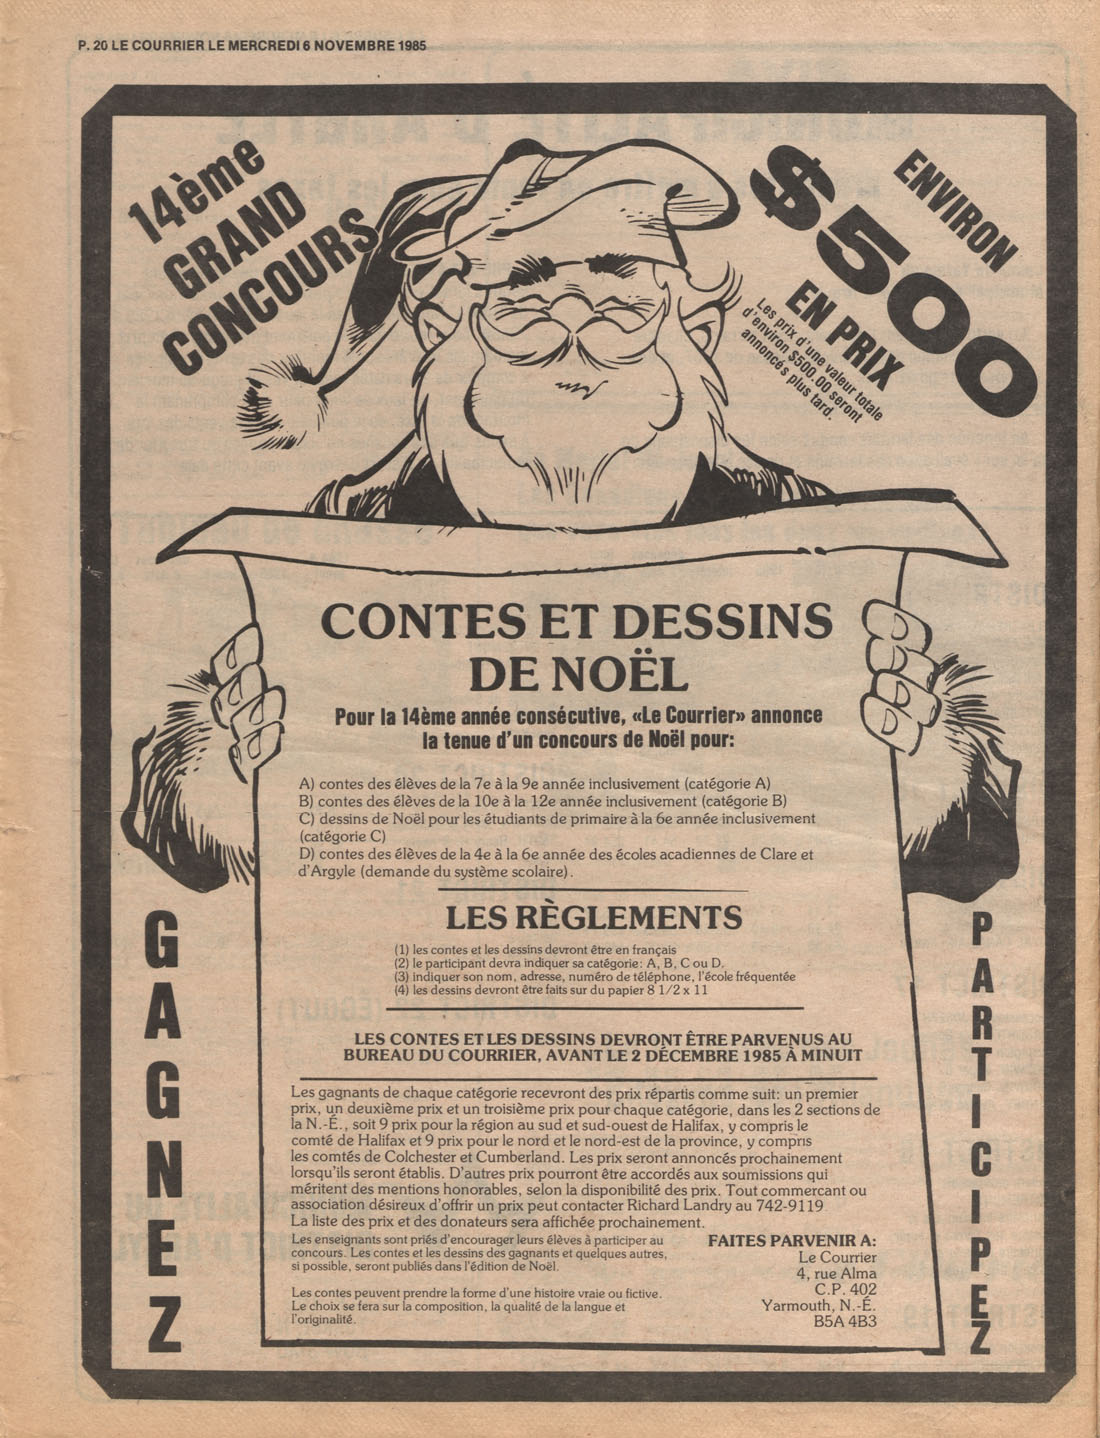 P. 20 LE COURRIER LE MERCREDI 6 NOVEMBRE 1985
14ème
GRAND
CONCOURS
ENVIRON
$500
EN PRIX
Les prix d'une valeur totale
d'environ $500.00 seront
annoncés plus tard.
CONTES ET DESSINS
DE NOËL
Pour la 14ème année consécutive, «Le Courrier» annonce
la tenue d'un concours de Noël pour:
A) contes des élèves de la 7e à la 9e année inclusivement (catégorie A)
B) contes des élèves de la 10e à la 12e année inclusivement (catégorie B)
C) dessins de Noël pour les étudiants de primaire à la 6e année inclusivement
(catégorie C)
D) contes des élèves de la 4e à la 6e année des écoles acadiennes de Clare et
d'Argyle (demande du système scolaire).
LES RÈGLEMENTS
(1) les contes et les dessins devront être en français
(2) le participant devra indiquer sa catégorie: A, B, C ou D.
(3) indiquer son nom, adresse, numéro de téléphone, l'école fréquentée
(4) les dessins devront être faits sur du papier 8 1/2 x 11
LES CONTES ET LES DESSINS DEVRONT ÊTRE PARVENUS AU
BUREAU DU COURRIER, AVANT LE 2 DÉCEMBRE 1985 À MINUIT
Les gagnants de chaque catégorie recevront des prix répartis comme suit: un premier
prix, un deuxième prix et un troisième prix pour chaque catégorie, dans les 2 sections de
la N.-É., soit 9 prix pour la région au sud et sud-ouest de Halifax, y compris le
comté de Halifax et 9 prix pour le nord et le nord-est de la province, y compris
les comtés de Colchester et Cumberland. Les prix seront annoncés prochainement
lorsqu'ils seront établis. D'autres prix pourront être accordés aux soumissions qui
méritent des mentions honorables, selon la disponibilité des prix. Tout commercant ou
association désireux d'offrir un prix peut contacter Richard Landry au 742-9119
La liste des prix et des donateurs sera affichée prochainement.
Les enseignants sont priés d'encourager leurs élèves à participer au
concours. Les contes et les dessins des gagnants et quelques autres,
si possible, seront publiés dans l'édition de Noël.
Les contes peuvent prendre la forme d'une histoire vraie ou fictive.
Le choix se fera sur la composition, la qualité de la langue et
l'originalité.
FAITES PARVENIR A:
Le Courrier
4, rue Alma
C.P. 402
Yarmouth, N.-É.
B5A 4B3
GAGNEZ
PARTICIPEZ